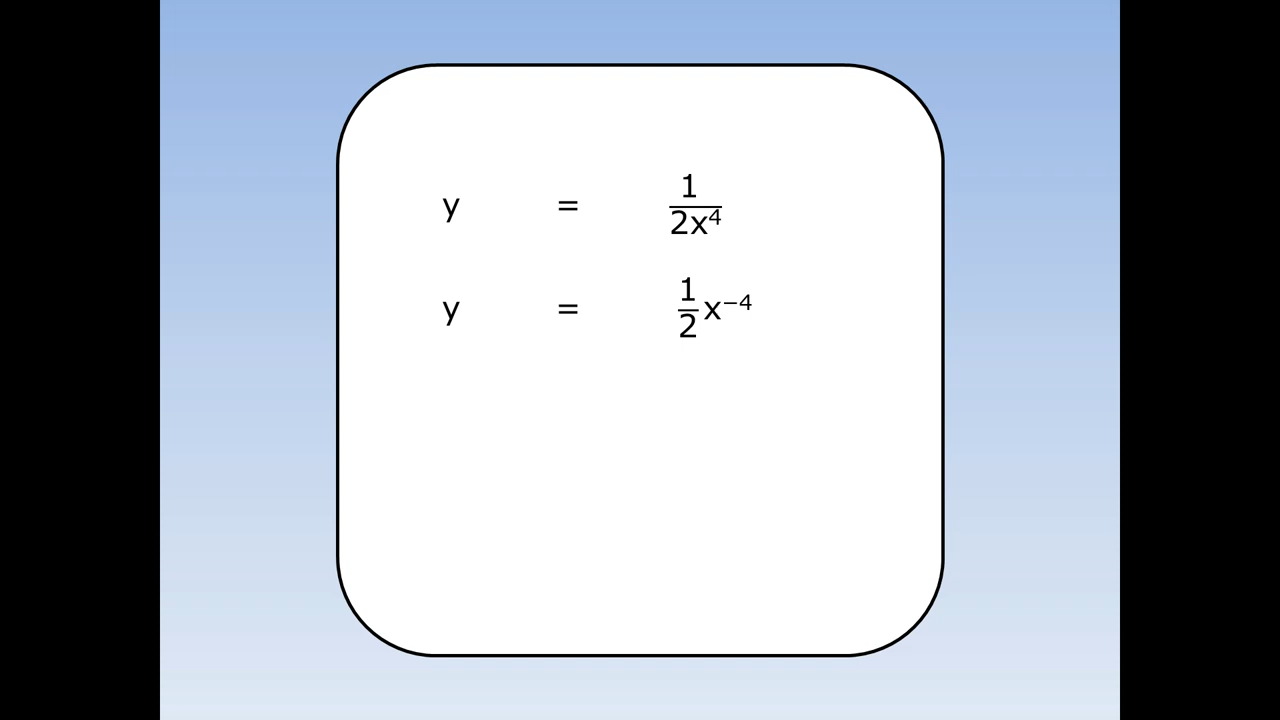 y = 1/2x⁴
y = 1/2 x⁻⁴